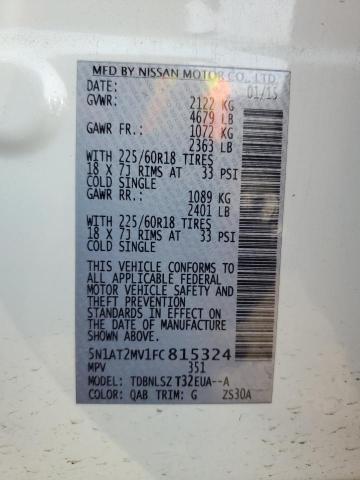 MFD BY NISSAN MOTOR CO., LTD.
DATE: 01/15
GVWR: 2122 KG
4679 LB
GAWR FR.: 1072 KG
2363 LB
WITH 225/60R18 TIRES
18 X 7J RIMS AT 33 PSI
COLD SINGLE
GAWR RR.: 1089 KG
2401 LB
WITH 225/60R18 TIRES
18 X 7J RIMS AT 33 PSI
COLD SINGLE
THIS VEHICLE CONFORMS TO
ALL APPLICABLE FEDERAL
MOTOR VEHICLE SAFETY AND
THEFT PREVENTION
STANDARDS IN EFFECT ON
THE DATE OF MANUFACTURE
SHOWN ABOVE.
5N1AT2MV1FC815324
MPV 351
MODEL: TDBNLSZ T32EUA--A
COLOR: QAB TRIM: G ZS30A